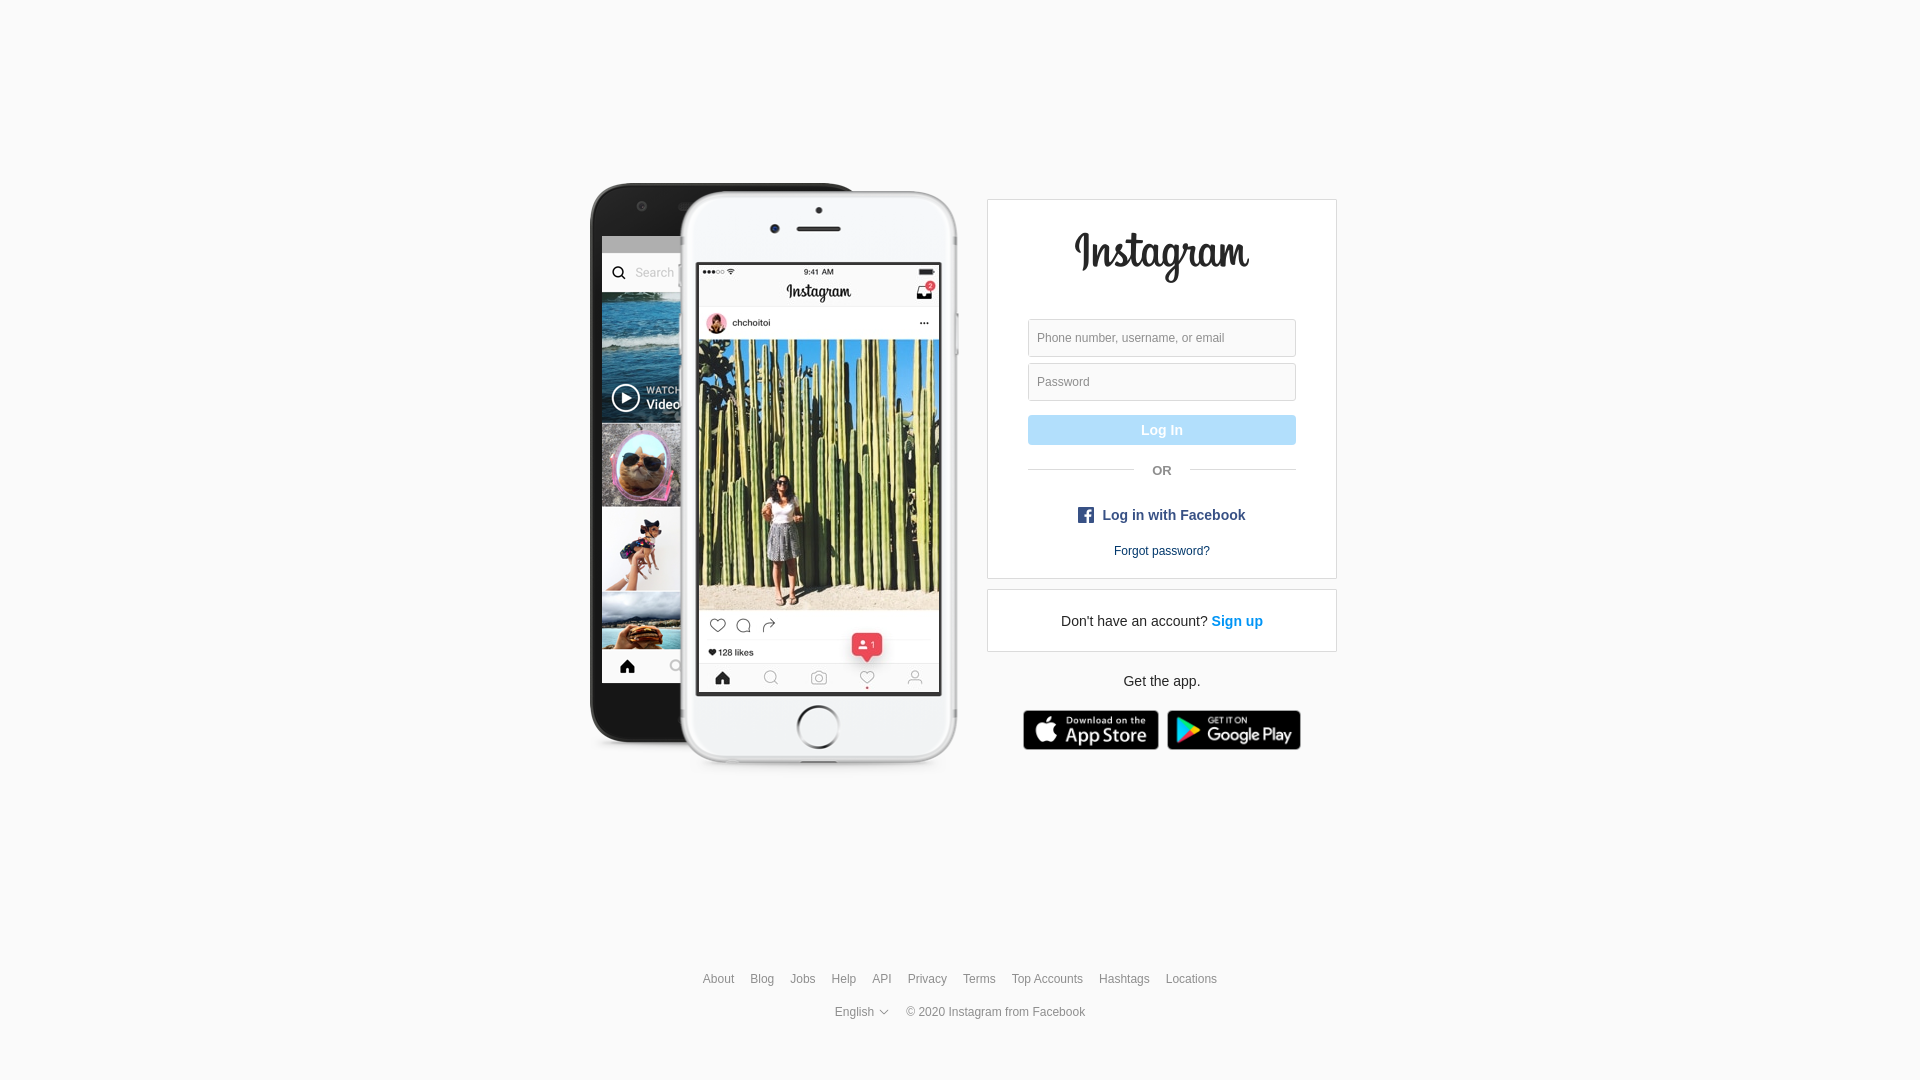 Search
WATCH
Video
9:41 AM
Instagram
2
chchoitoi
1
128 likes
Instagram
Phone number, username, or email
Password
Log In
OR
Log in with Facebook
Forgot password?
Don't have an account? Sign up
Get the app.
Download on the
App Store
GET IT ON
Google Play
About Blog Jobs Help API Privacy Terms Top Accounts Hashtags Locations
English © 2020 Instagram from Facebook